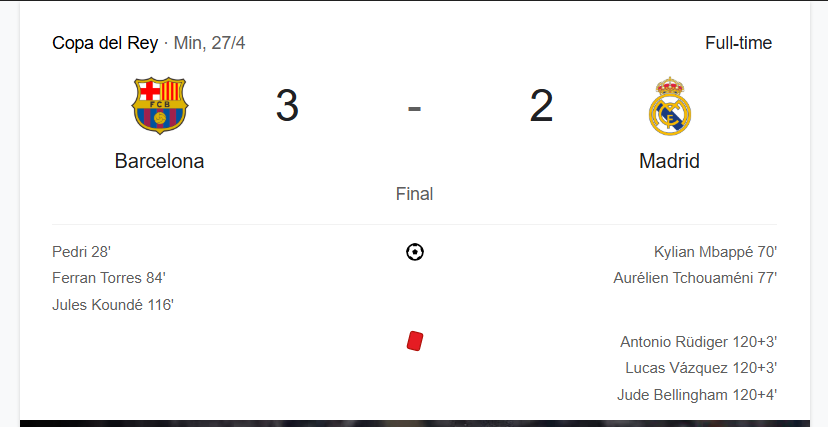 Copa del Rey · Min, 27/4 Full-time
FCB
3 - 2
Barcelona Madrid
Final
Pedri 28' Kylian Mbappé 70'
Ferran Torres 84' Aurélien Tchouaméni 77'
Jules Koundé 116'
Antonio Rüdiger 120+3'
Lucas Vázquez 120+3'
Jude Bellingham 120+4'